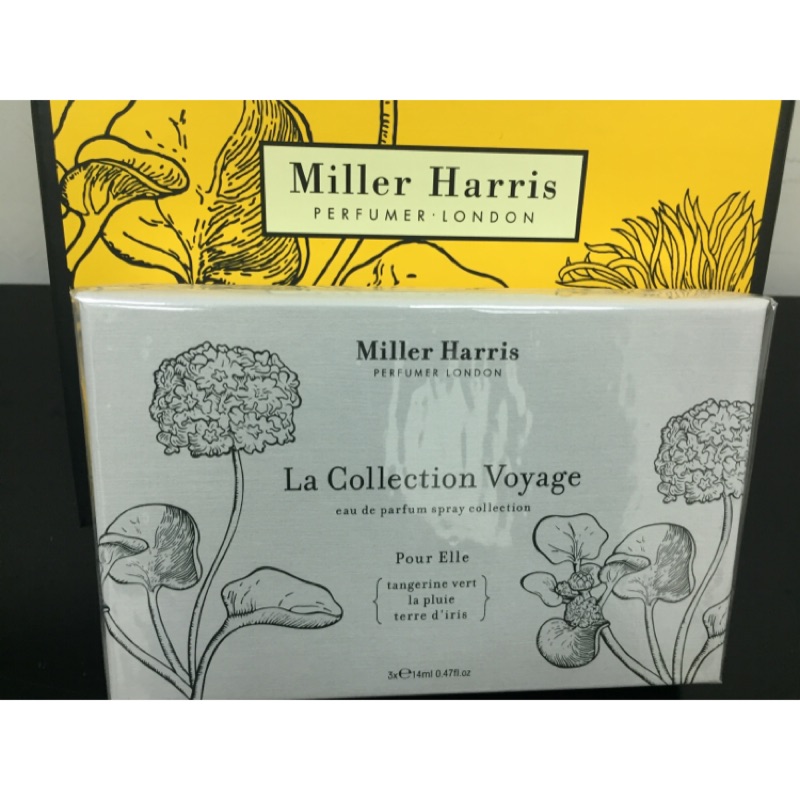 Miller Harris
PERFUMER·LONDON
Miller Harris
PERFUMER LONDON
La Collection Voyage
eau de parfum spray collection
Pour Elle
tangerine vert
la pluie
terre d'iris
3x℮14ml 0.47fl.oz